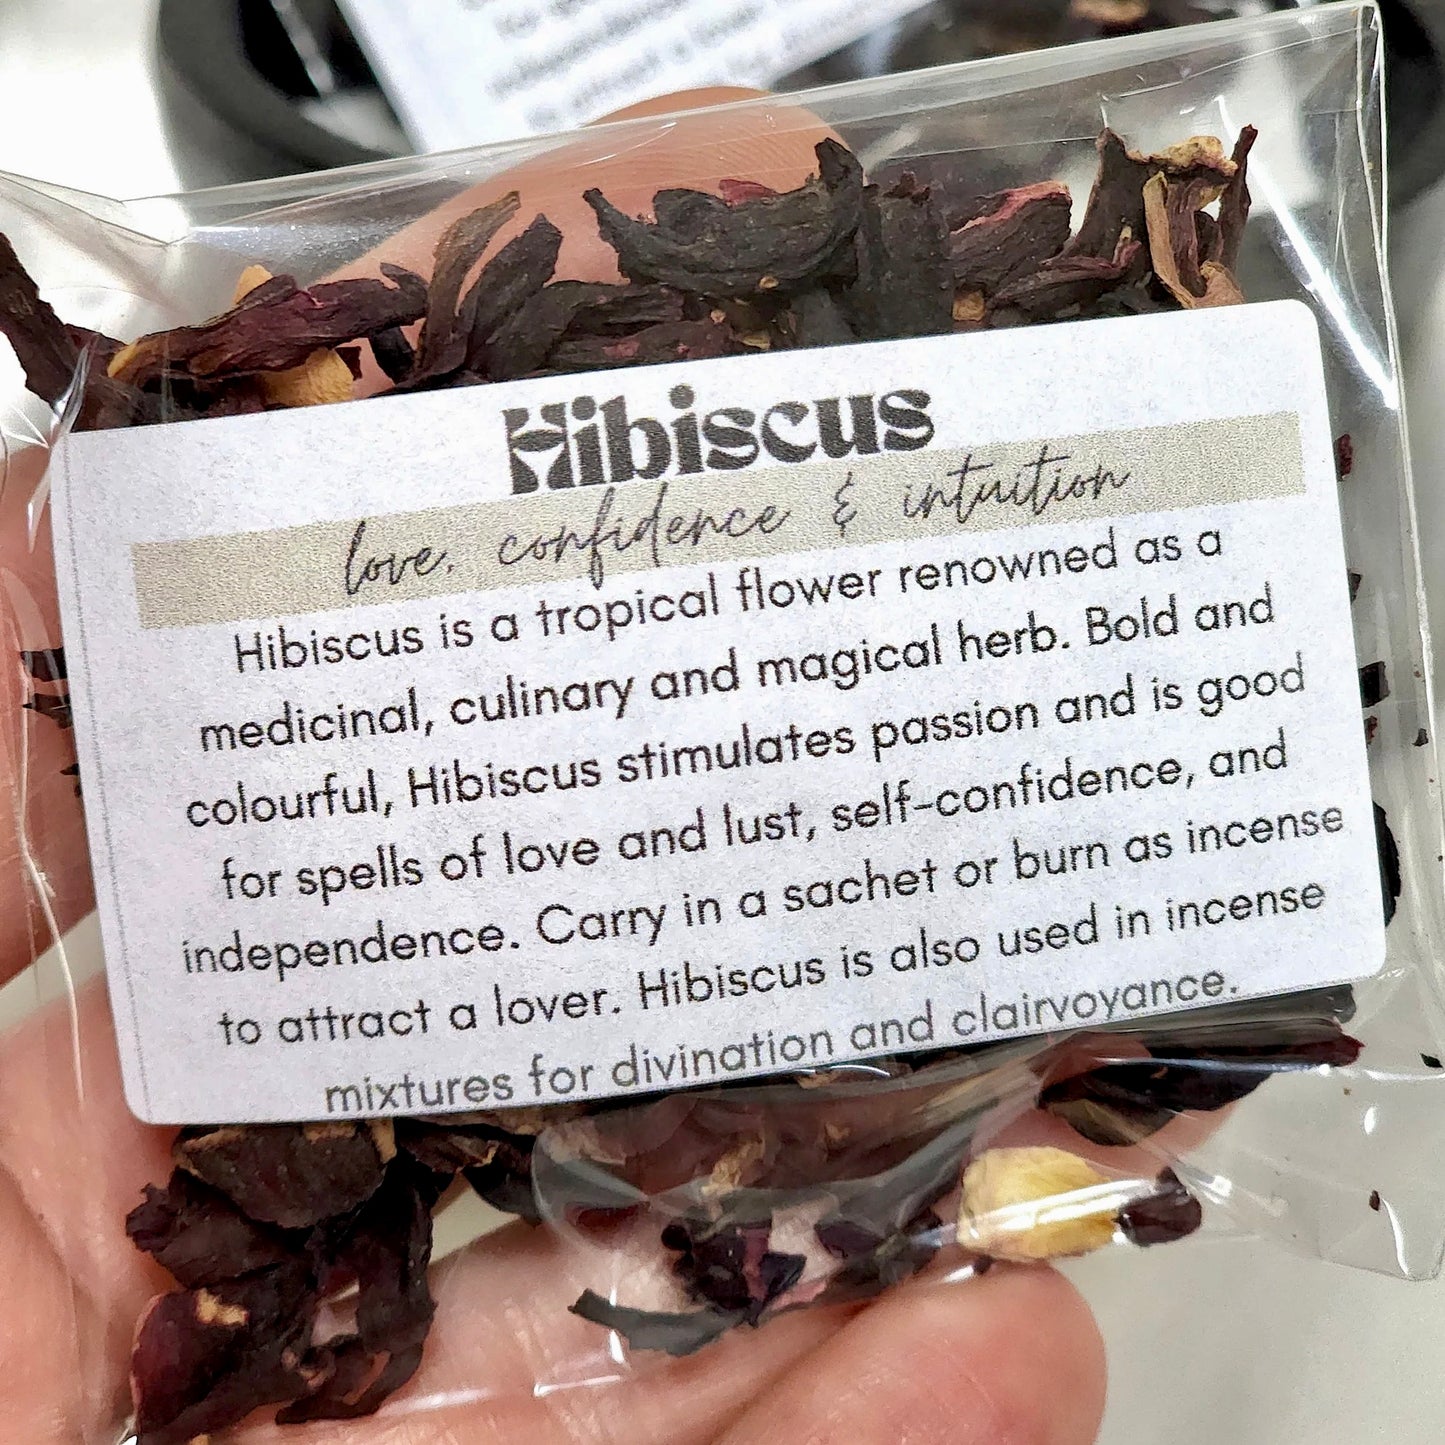 Hibiscus
love, confidence & intuition
Hibiscus is a tropical flower renowned as a
medicinal, culinary and magical herb. Bold and
colourful, Hibiscus stimulates passion and is good
for spells of love and lust, self-confidence, and
independence. Carry in a sachet or burn as incense
to attract a lover. Hibiscus is also used in incense
mixtures for divination and clairvoyance.